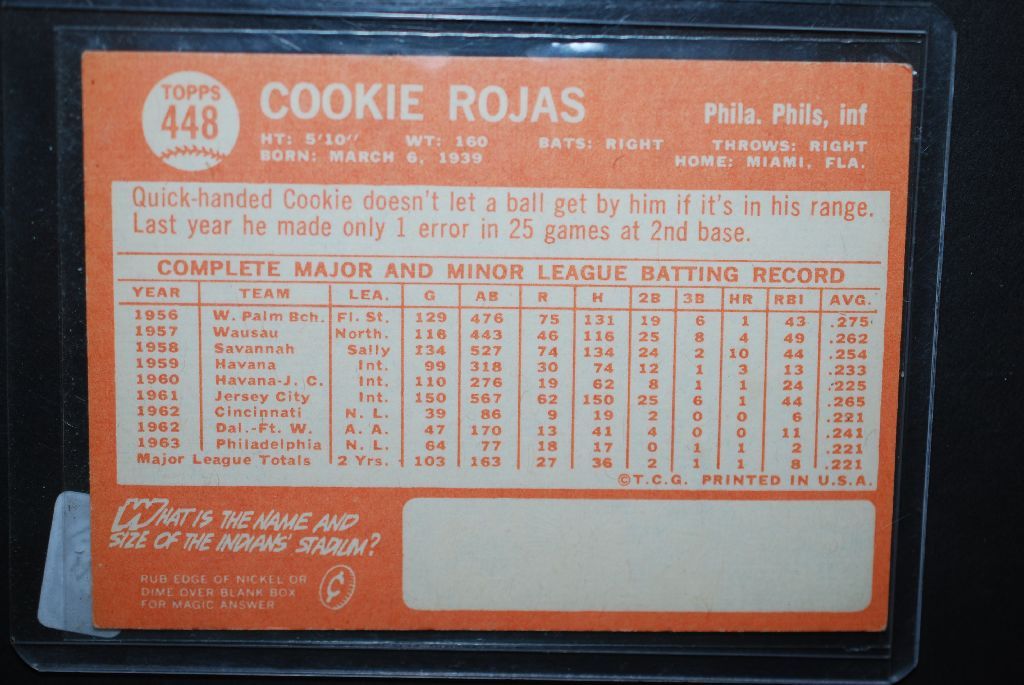 TOPPS
448
COOKIE ROJAS
Phila. Phils, inf
HT: 5'10" WT: 160 BATS: RIGHT THROWS: RIGHT
BORN: MARCH 6, 1939 HOME: MIAMI, FLA.
Quick-handed Cookie doesn't let a ball get by him if it's in his range.
Last year he made only 1 error in 25 games at 2nd base.
COMPLETE MAJOR AND MINOR LEAGUE BATTING RECORD
YEAR TEAM LEA. G AB R H 2B 3B HR RBI AVG.
1956 W. Palm Bch. Fl. St. 129 476 75 131 19 6 1 43 .275
1957 Wausau North. 116 443 46 116 25 8 4 49 .262
1958 Savannah Sally 134 527 74 134 24 2 10 44 .254
1959 Havana Int. 99 318 30 74 12 1 3 13 .233
1960 Havana-J. C. Int. 110 276 19 62 8 1 1 24 .225
1961 Jersey City Int. 150 567 62 150 25 6 1 44 .265
1962 Cincinnati N. L. 39 86 9 19 2 0 0 6 .221
1962 Dal.-Ft. W. A. A. 47 170 13 41 4 0 0 11 .241
1963 Philadelphia N. L. 64 77 18 17 0 1 1 2 .221
Major League Totals 2 Yrs. 103 163 27 36 2 1 1 8 .221
©T.C.G. PRINTED IN U.S.A.
WHAT IS THE NAME AND
SIZE OF THE INDIANS' STADIUM?
RUB EDGE OF NICKEL OR
DIME OVER BLANK BOX
FOR MAGIC ANSWER
¢